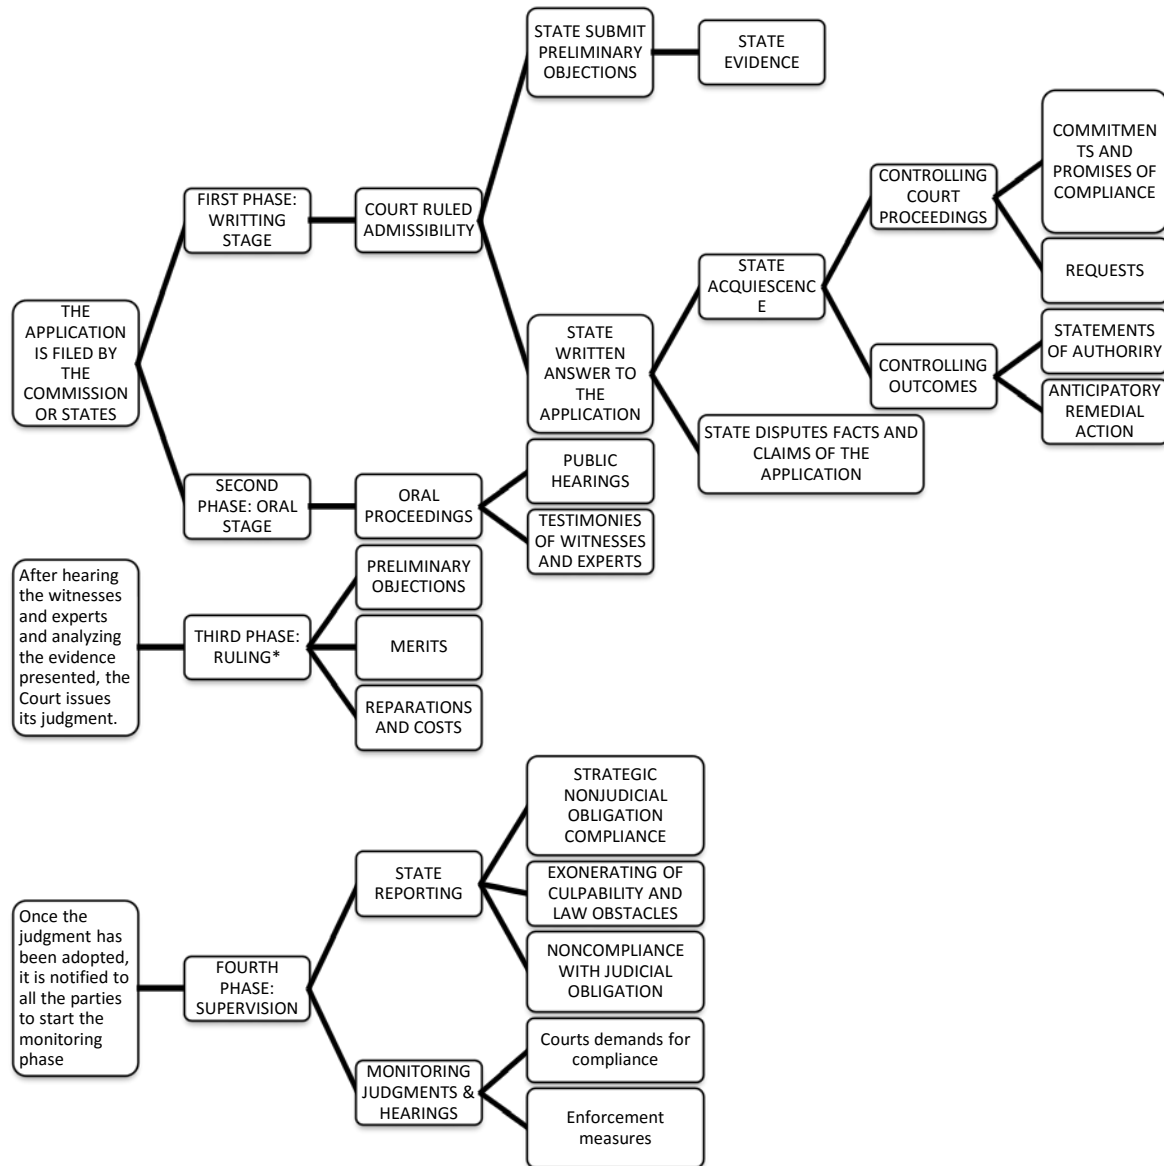 STATE SUBMIT
PRELIMINARY
OBJECTIONS
STATE
EVIDENCE
COMMITMEN
TS AND
PROMISES OF
COMPLIANCE
CONTROLLING
COURT
PROCEEDINGS
FIRST PHASE:
WRITTING
STAGE
COURT RULED
ADMISSIBILITY
REQUESTS
STATE
ACQUIESCENC
E
THE
APPLICATION
IS FILED BY
THE
COMMISSION
OR STATES
STATE
WRITTEN
ANSWER TO
THE
APPLICATION
STATEMENTS
OF AUTHORIRY
CONTROLLING
OUTCOMES
ANTICIPATORY
REMEDIAL
ACTION
STATE DISPUTES FACTS AND
CLAIMS OF THE
APPLICATION
PUBLIC
HEARINGS
SECOND
PHASE: ORAL
STAGE
ORAL
PROCEEDINGS
TESTIMONIES
OF WITNESSES
AND EXPERTS
After hearing
the witnesses
and experts
and analyzing
the evidence
presented, the
Court issues
its judgment.
THIRD PHASE:
RULING*
PRELIMINARY
OBJECTIONS
MERITS
REPARATIONS
AND COSTS
STRATEGIC
NONJUDICIAL
OBLIGATION
COMPLIANCE
STATE
REPORTING
EXONERATING OF
CULPABILITY AND
LAW OBSTACLES
NONCOMPLIANCE
WITH JUDICIAL
OBLIGATION
Once the
judgment has
been adopted,
it is notified to
all the parties
to start the
monitoring
phase
FOURTH
PHASE:
SUPERVISION
Courts demands for
compliance
MONITORING
JUDGMENTS &
HEARINGS
Enforcement
measures